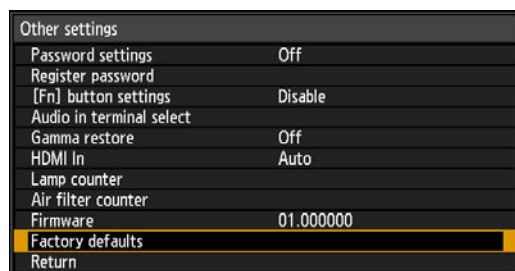 Other settings
Password settings Off
Register password
[Fn] button settings Disable
Audio in terminal select
Gamma restore Off
HDMI In Auto
Lamp counter
Air filter counter
Firmware 01.000000
Factory defaults
Return